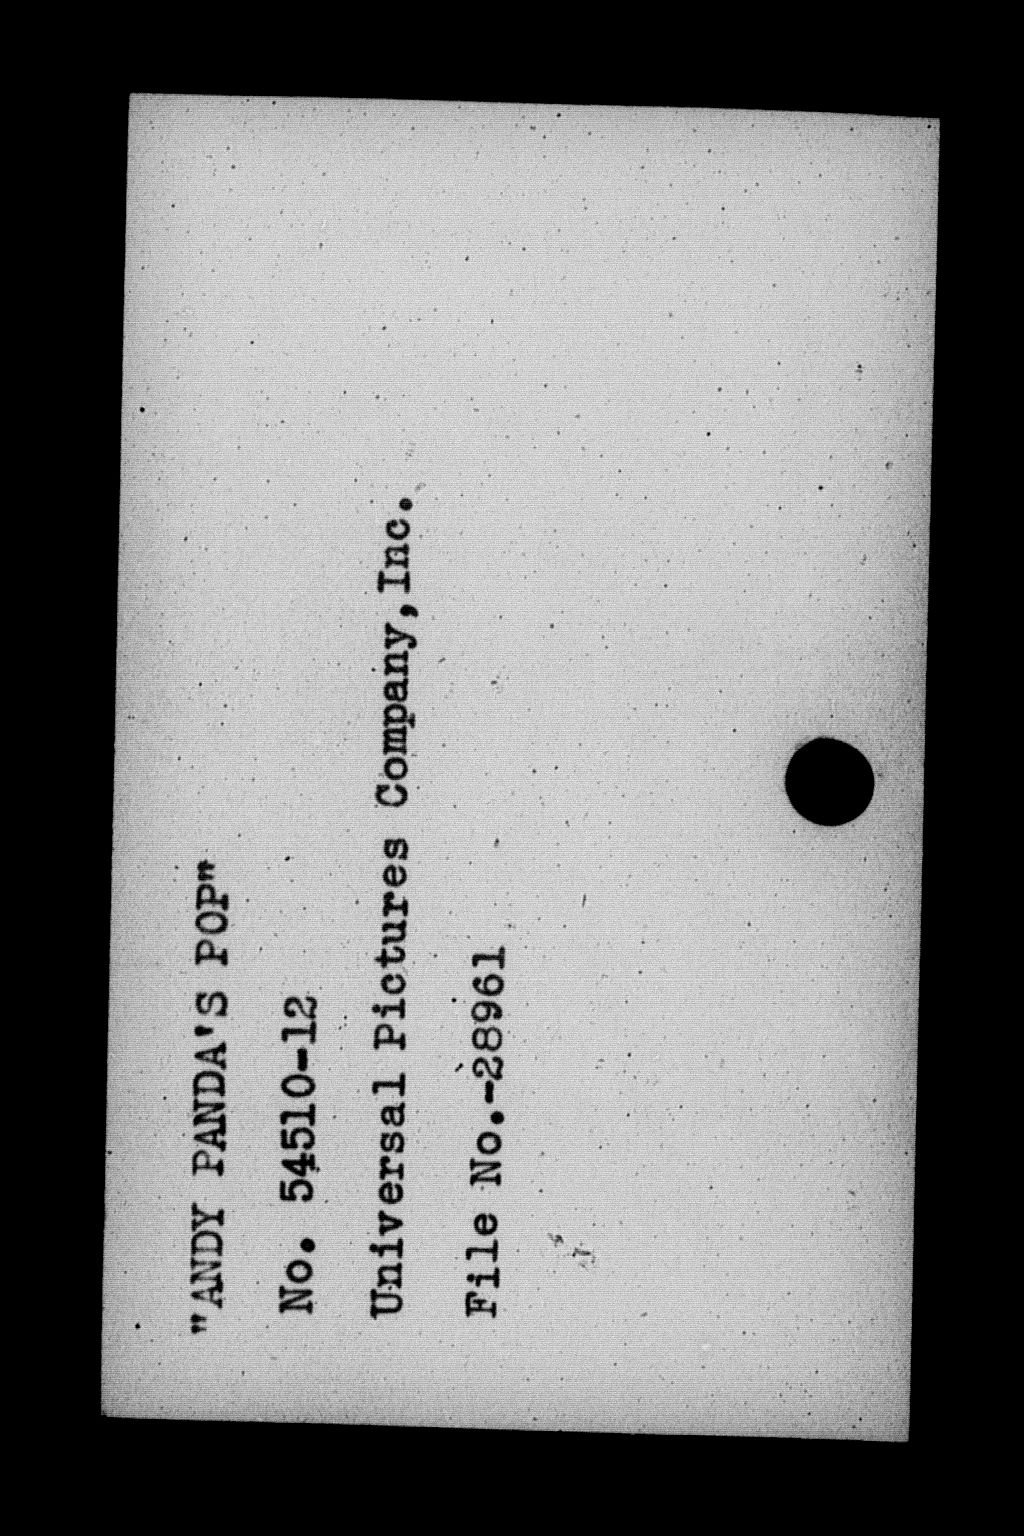 "ANDY PANDA'S POP"
No. 54510-12
Universal Pictures Company,Inc.
File No.-28961